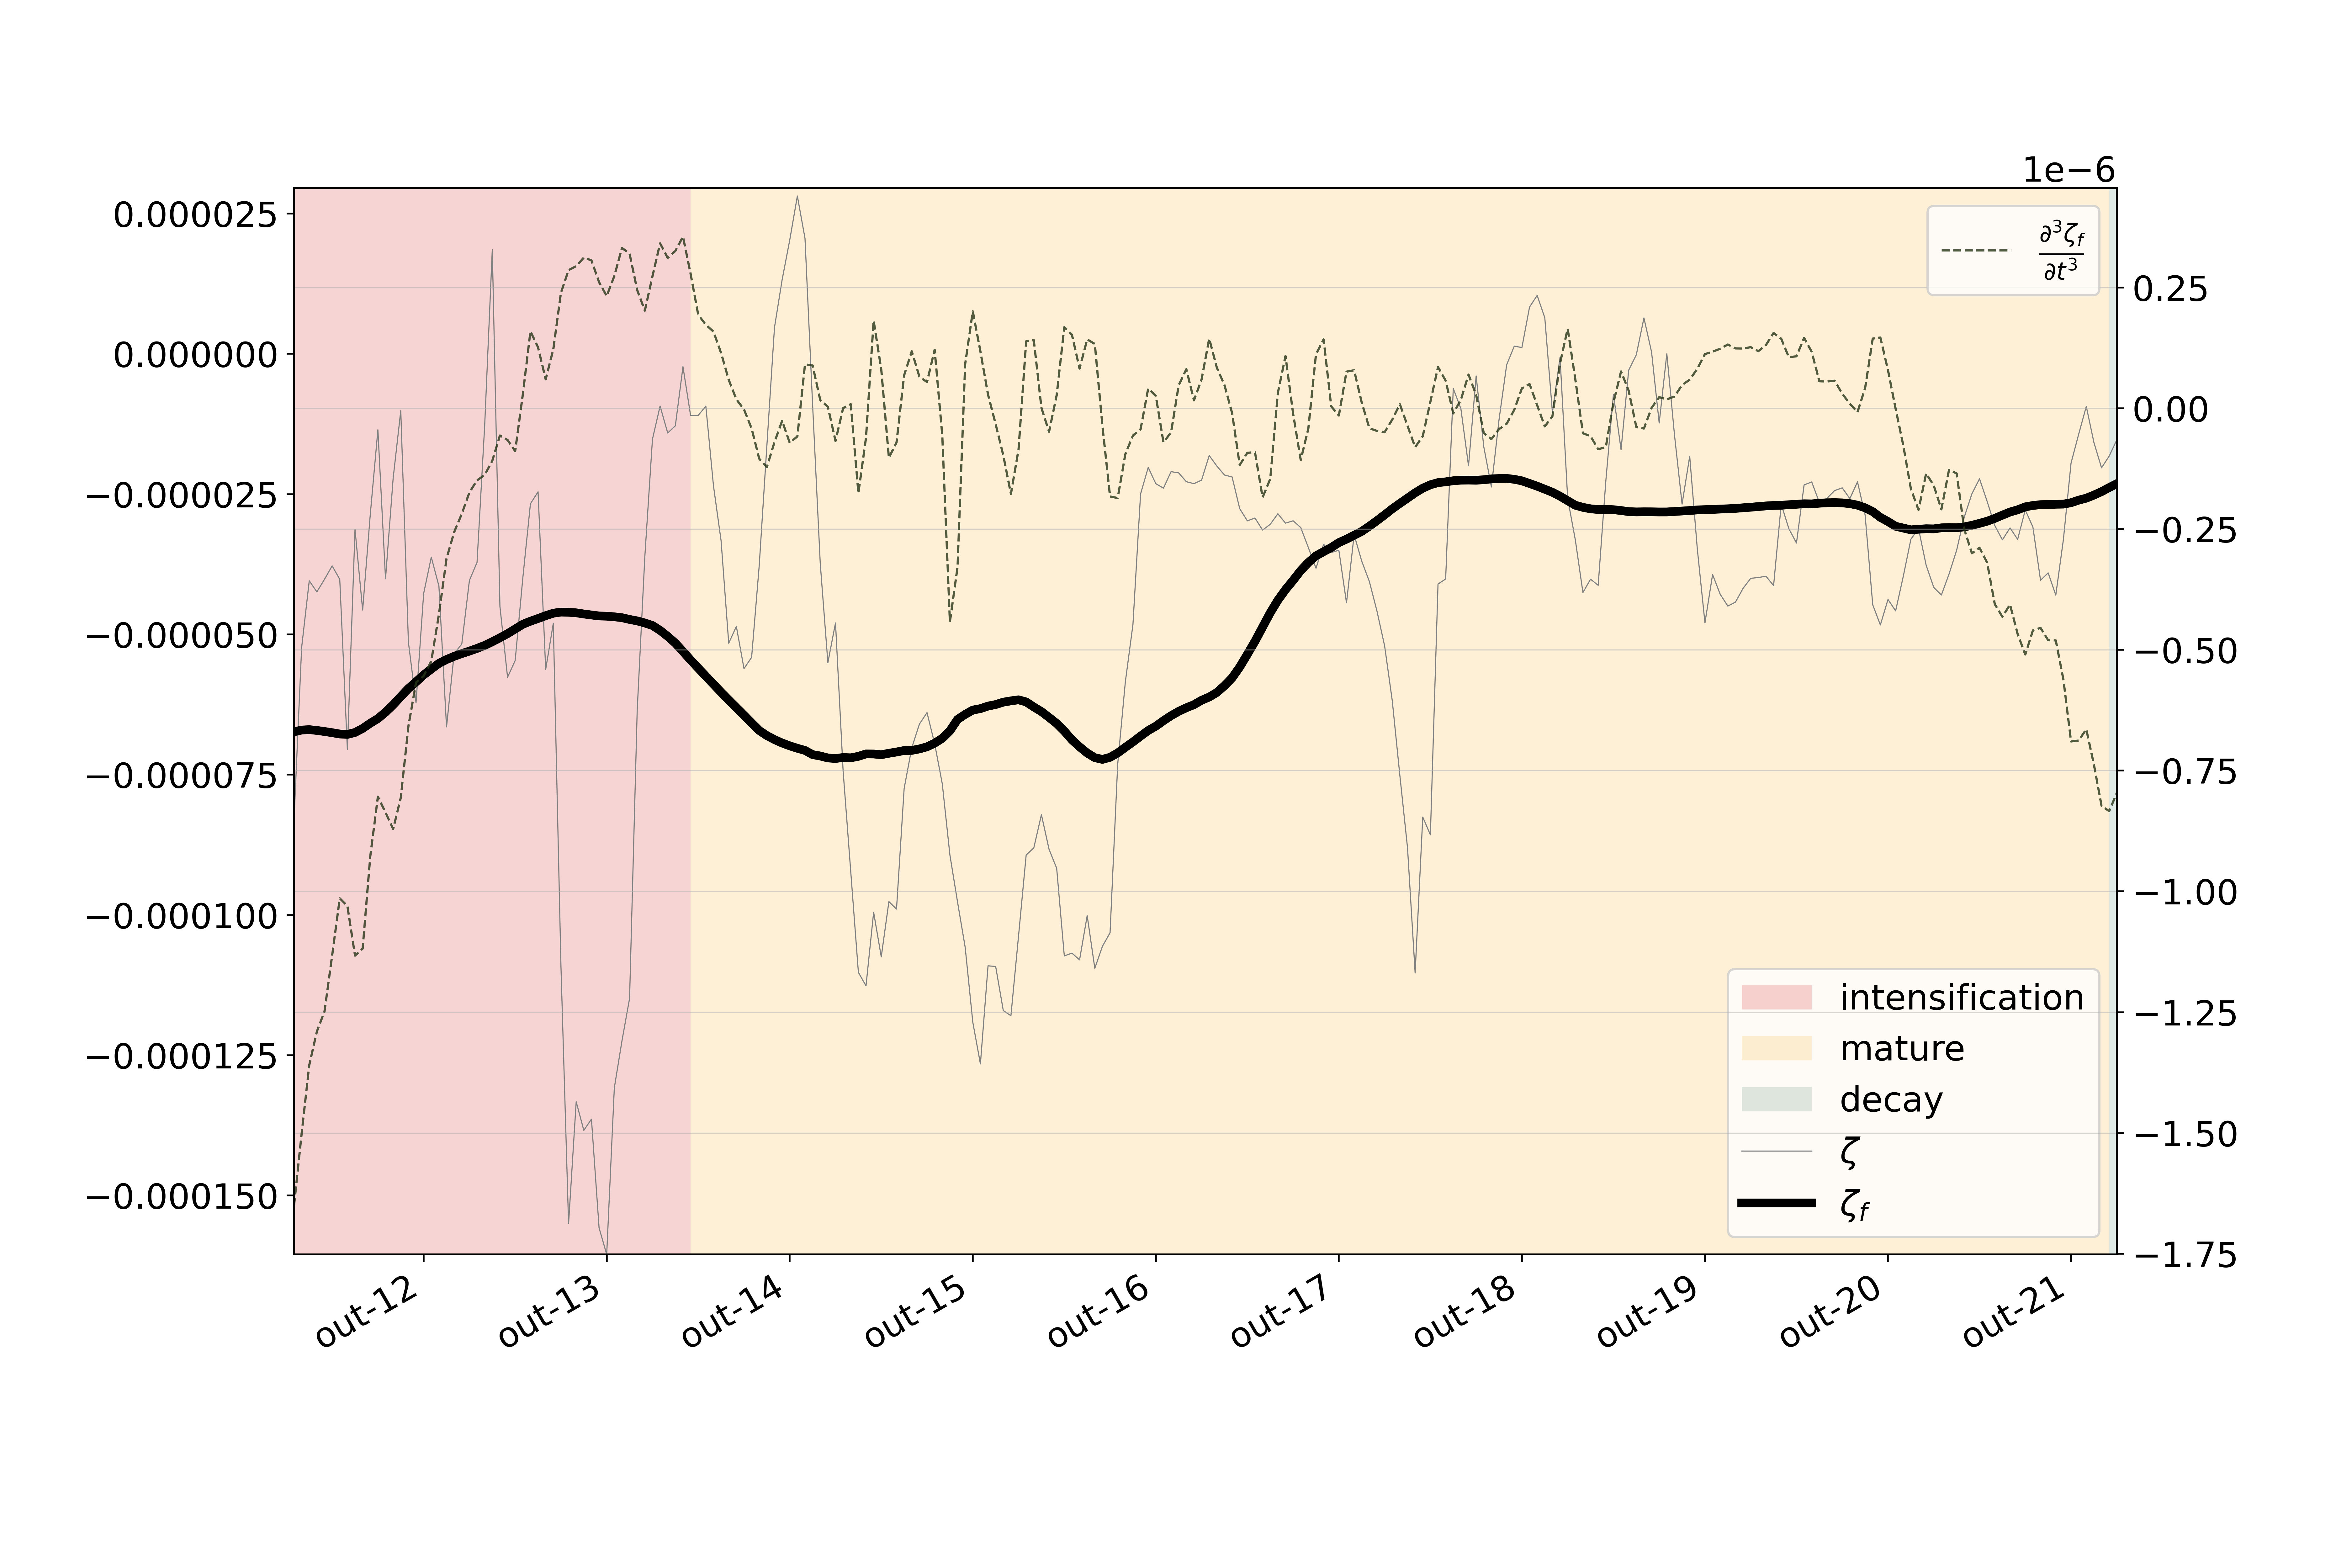 1e−6
0.000025
0.000000
−0.000025
−0.000050
−0.000075
−0.000100
−0.000125
−0.000150
∂³ζ_f
∂t³
0.25
0.00
−0.25
−0.50
−0.75
−1.00
−1.25
−1.50
−1.75
intensification
mature
decay
ζ
ζ_f
out-12
out-13
out-14
out-15
out-16
out-17
out-18
out-19
out-20
out-21